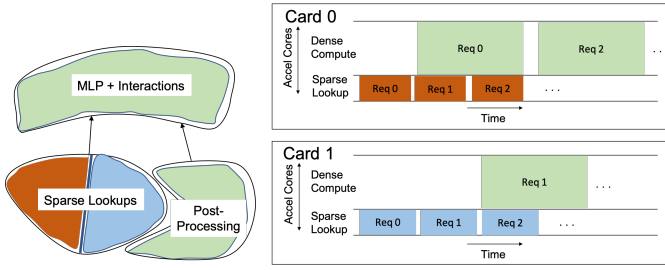 MLP + Interactions
Sparse Lookups
Post-
Processing
Card 0
Accel Cores
Dense
Compute
Req 0
Req 2
Sparse
Lookup
Req 0
Req 1
Req 2
. . .
Time
Card 1
Accel Cores
Dense
Compute
Req 1
. . .
Sparse
Lookup
Req 0
Req 1
Req 2
. . .
Time